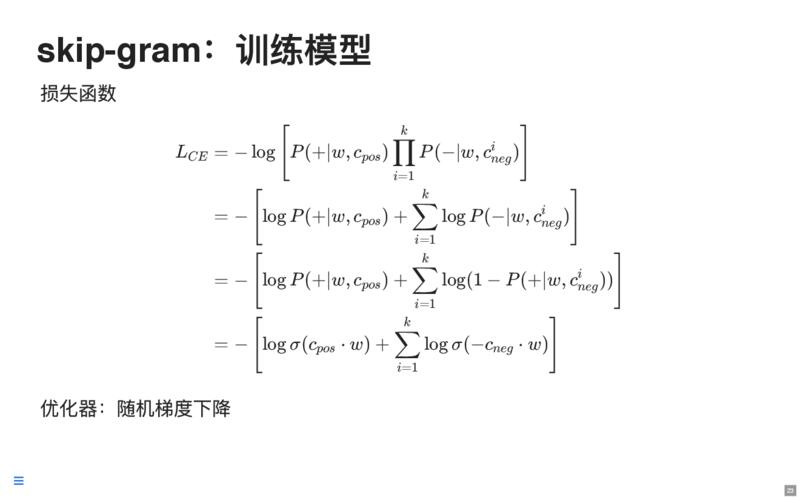 skip-gram：训练模型
损失函数
L_{CE} = -\log\left[P(+|w, c_{pos}) \prod_{i=1}^{k} P(-|w, c_{neg}^{i})\right]
= -\left[\log P(+|w, c_{pos}) + \sum_{i=1}^{k} \log P(-|w, c_{neg}^{i})\right]
= -\left[\log P(+|w, c_{pos}) + \sum_{i=1}^{k} \log(1 - P(+|w, c_{neg}^{i}))\right]
= -\left[\log \sigma(c_{pos} \cdot w) + \sum_{i=1}^{k} \log \sigma(-c_{neg} \cdot w)\right]
优化器：随机梯度下降
23